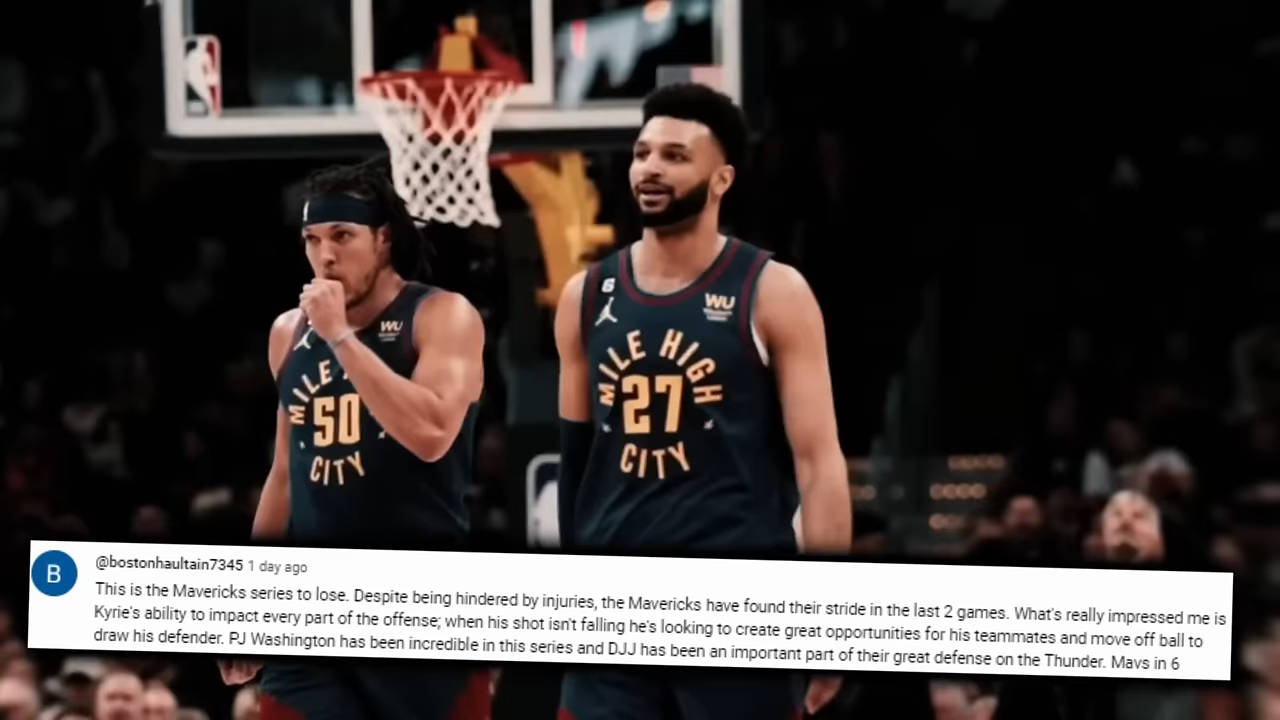 6
WU
WU
MILE
50
CITY
MILE HIGH
27
CITY
@bostonhaultain7345 1 day ago
B
This is the Mavericks series to lose. Despite being hindered by injuries, the Mavericks have found their stride in the last 2 games. What's really impressed me is
Kyrie's ability to impact every part of the offense; when his shot isn't falling he's looking to create great opportunities for his teammates and move off ball to
draw his defender. PJ Washington has been incredible in this series and DJJ has been an important part of their great defense on the Thunder. Mavs in 6